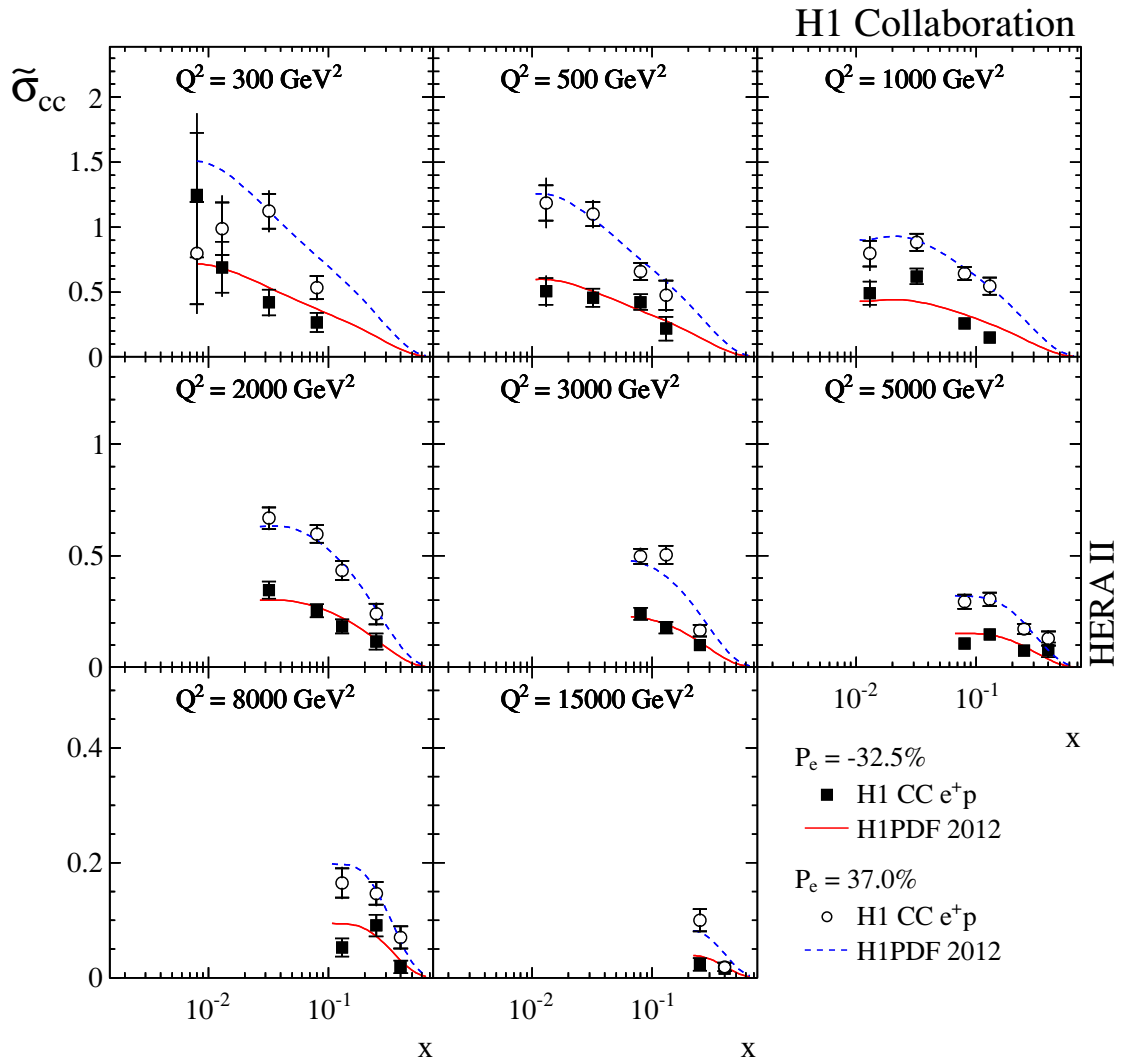 H1 Collaboration
σ̃cc
Q² = 300 GeV²
Q² = 500 GeV²
Q² = 1000 GeV²
2
1.5
1
0.5
0
Q² = 2000 GeV²
Q² = 3000 GeV²
Q² = 5000 GeV²
1
0.5
0
HERA II
Q² = 8000 GeV²
Q² = 15000 GeV²
10⁻²
10⁻¹
x
0.4
0.2
0
10⁻²
10⁻¹
x
10⁻²
10⁻¹
x
Pₑ = -32.5%
H1 CC e⁺p
H1PDF 2012
Pₑ = 37.0%
H1 CC e⁺p
H1PDF 2012